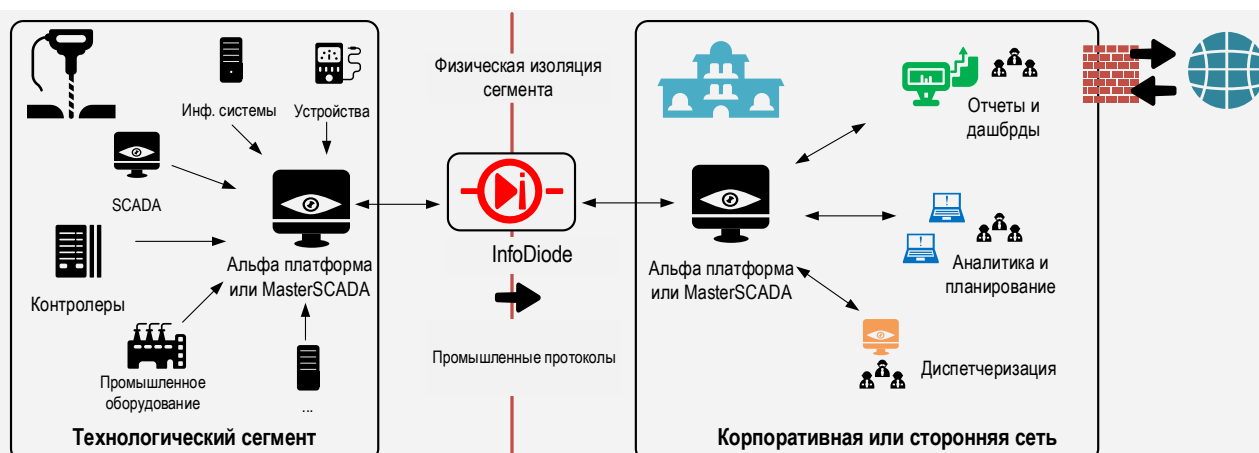 Инф. системы
Устройства
SCADA
Контролеры
Альфа платформа
или MasterSCADA
Промышленное
оборудование
...
Технологический сегмент
Физическая изоляция
сегмента
InfoDiode
Промышленные протоколы
Альфа платформа
или MasterSCADA
Отчеты и
дашбрды
Аналитика и
планирование
Диспетчеризация
Корпоративная или сторонняя сеть